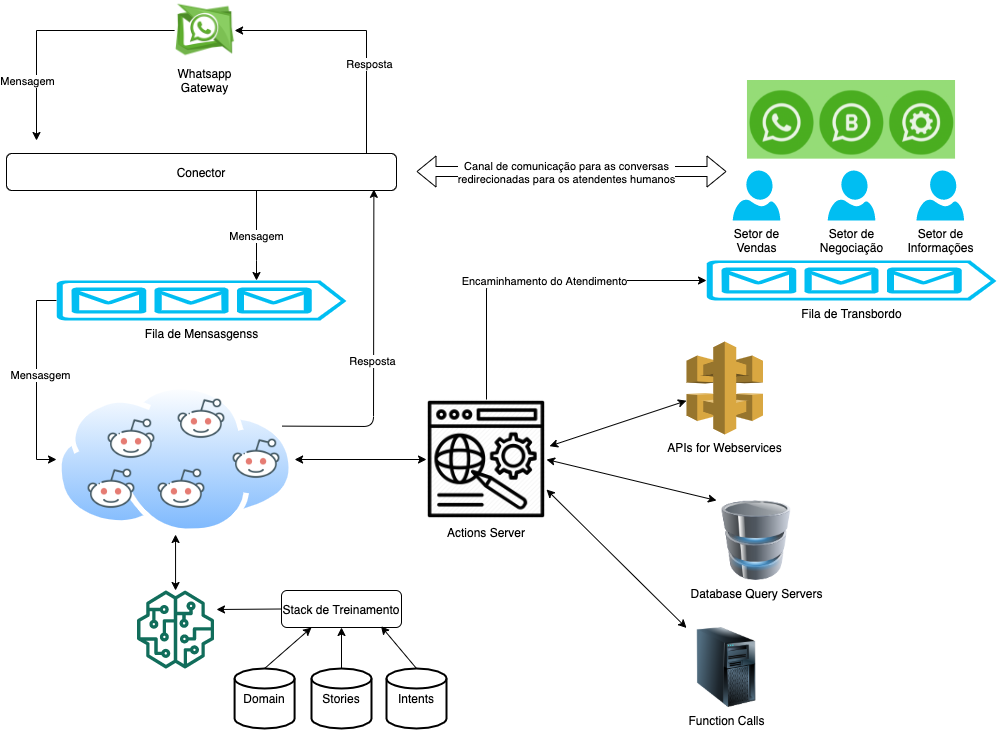 Whatsapp
Gateway
Mensagem
Resposta
Conector
Canal de comunicação para as conversas
redirecionadas para os atendentes humanos
B
Setor de
Vendas
Setor de
Negociação
Setor de
Informações
Mensagem
Encaminhamento do Atendimento
Fila de Transbordo
Fila de Mensasgenss
Resposta
Mensasgem
APIs for Webservices
Actions Server
Database Query Servers
Stack de Treinamento
Domain
Stories
Intents
Function Calls